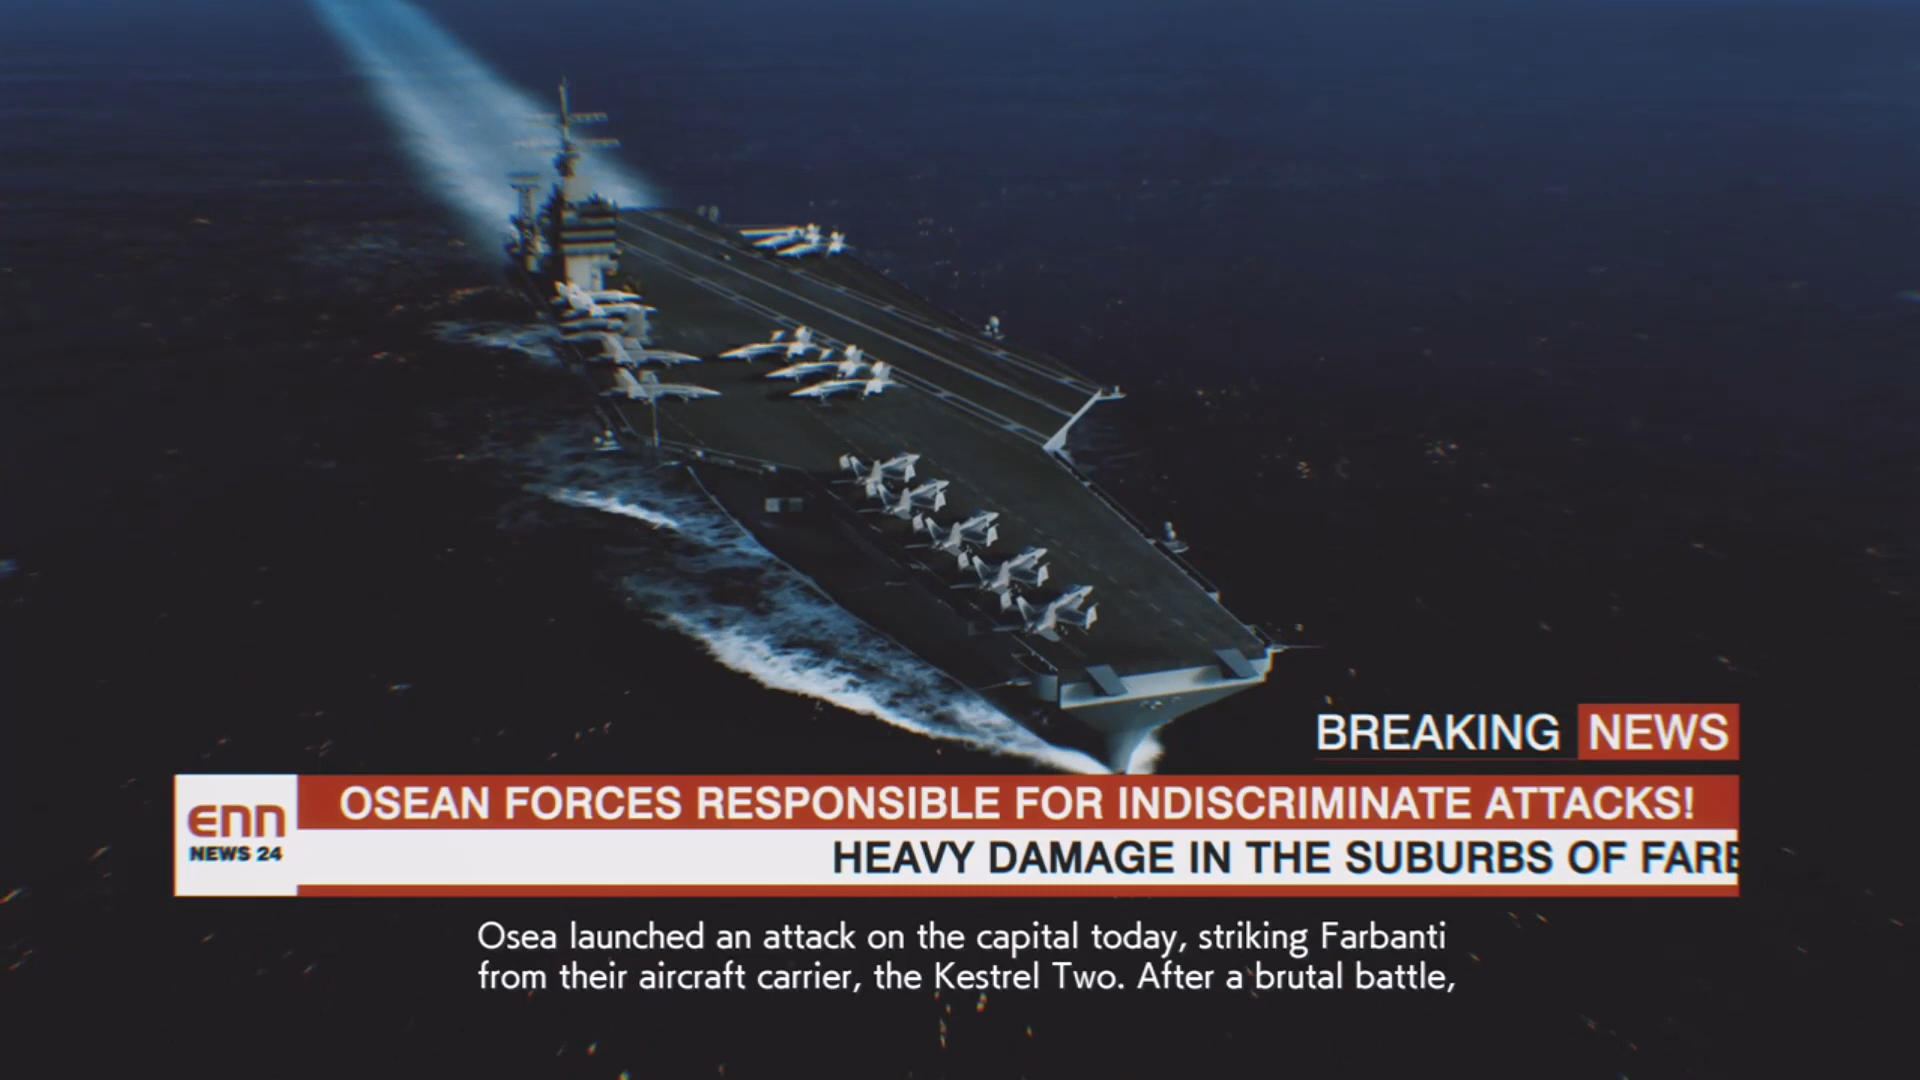 BREAKING NEWS
enn
NEWS 24
OSEAN FORCES RESPONSIBLE FOR INDISCRIMINATE ATTACKS!
HEAVY DAMAGE IN THE SUBURBS OF
Osea launched an attack on the capital today, striking Farbanti
from their aircraft carrier, the Kestrel Two. After a brutal battle,